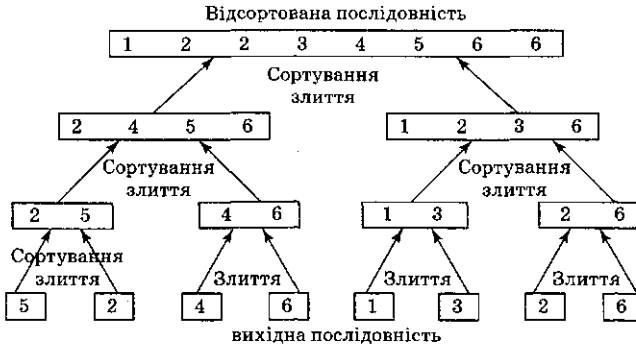 Відсортована послідовність
1 2 2 3 4 5 6 6
Сортування
злиття
2 4 5 6
1 2 3 6
Сортування
злиття
Сортування
злиття
2 5
4 6
1 3
2 6
Сортування
злиття
Злиття
Злиття
Злиття
5
2
4
6
1
3
2
6
вихідна послідовність